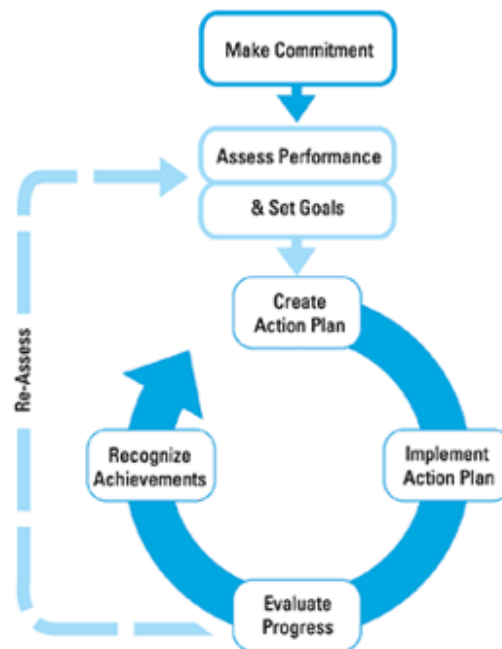 Make Commitment
Assess Performance
& Set Goals
Create
Action Plan
Re-Assess
Recognize
Achievements
Implement
Action Plan
Evaluate
Progress